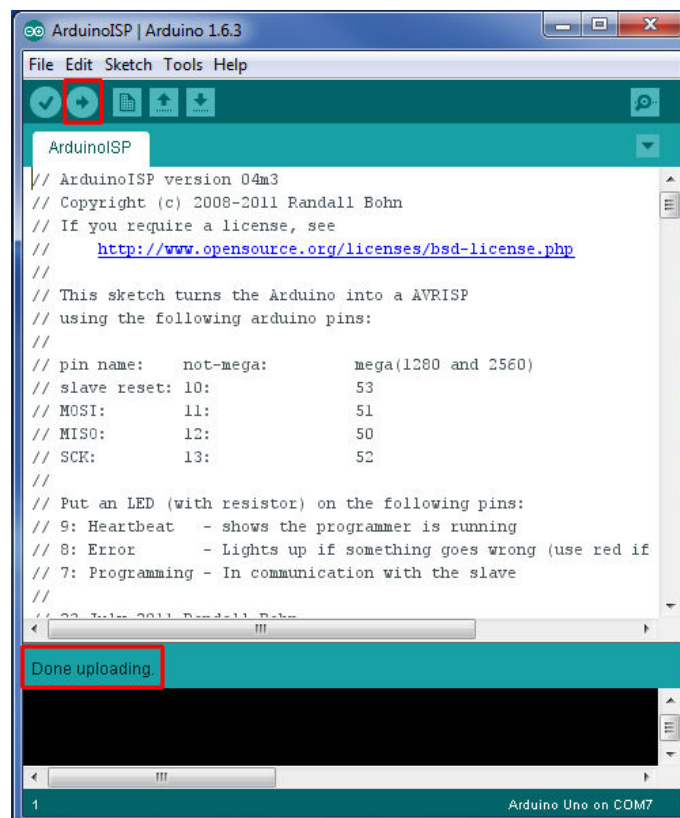 ArduinoISP | Arduino 1.6.3
File Edit Sketch Tools Help
ArduinoISP
// ArduinoISP version 04m3
// Copyright (c) 2008-2011 Randall Bohn
// If you require a license, see
//     http://www.opensource.org/licenses/bsd-license.php
//
// This sketch turns the Arduino into a AVRISP
// using the following arduino pins:
//
// pin name:    not-mega:         mega(1280 and 2560)
// slave reset: 10:               53
// MOSI:        11:               51
// MISO:        12:               50
// SCK:         13:               52
//
// Put an LED (with resistor) on the following pins:
// 9: Heartbeat   - shows the programmer is running
// 8: Error       - Lights up if something goes wrong (use red if
// 7: Programming - In communication with the slave
//
// 23 July 2011 Randall Bohn
Done uploading.
1
Arduino Uno on COM7